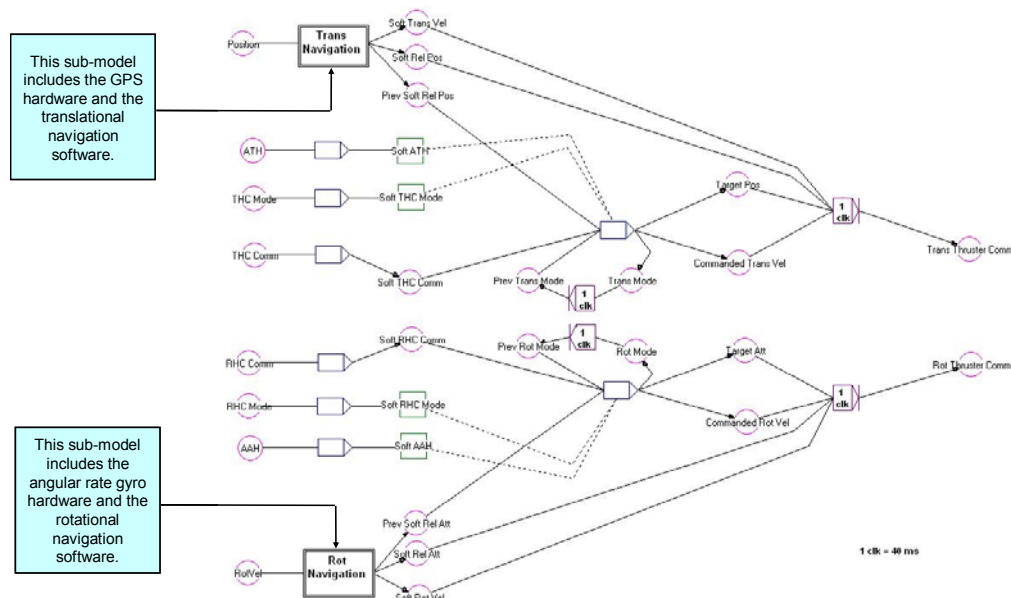 This sub-model
includes the GPS
hardware and the
translational
navigation
software.
Position
Trans
Navigation
Soft Trans Vel
Soft Rel Pos
Prev Soft Rel Pos
ATH
Soft ATH
THC Mode
Soft THC Mode
THC Comm
Soft THC Comm
Target Pos
Commanded Trans Vel
1
clk
Trans Thruster Comm
Prev Trans Mode
Trans Mode
1
clk
1
clk
Prev Rot Mode
Rot Mode
RHC Comm
Soft RHC Comm
RHC Mode
Soft RHC Mode
AAH
Soft AAH
Target Att
Commanded Rot Vel
1
clk
Rot Thruster Comm
This sub-model
includes the
angular rate gyro
hardware and the
rotational
navigation
software.
Prev Soft Rel Att
Soft Rel Att
Soft Rot Vel
RotVel
Rot
Navigation
1 clk = 40 ms